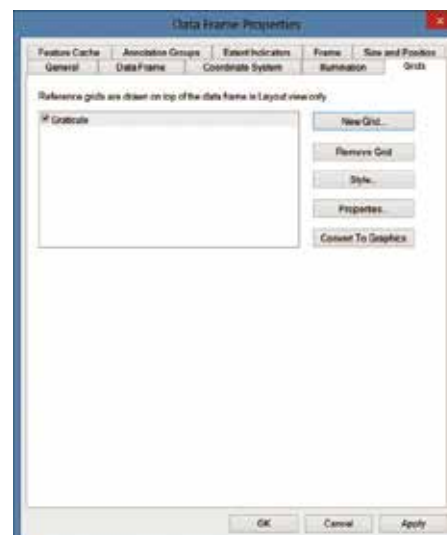 Data Frame Properties
Feature Cache Annotation Groups Extent Indicators Frame Size and Position
General Data Frame Coordinate System Illumination Grids
Reference grids are drawn on top of the data frame in Layout view only
Graticule
New Grid...
Remove Grid
Style...
Properties...
Convert To Graphics
OK Cancel Apply